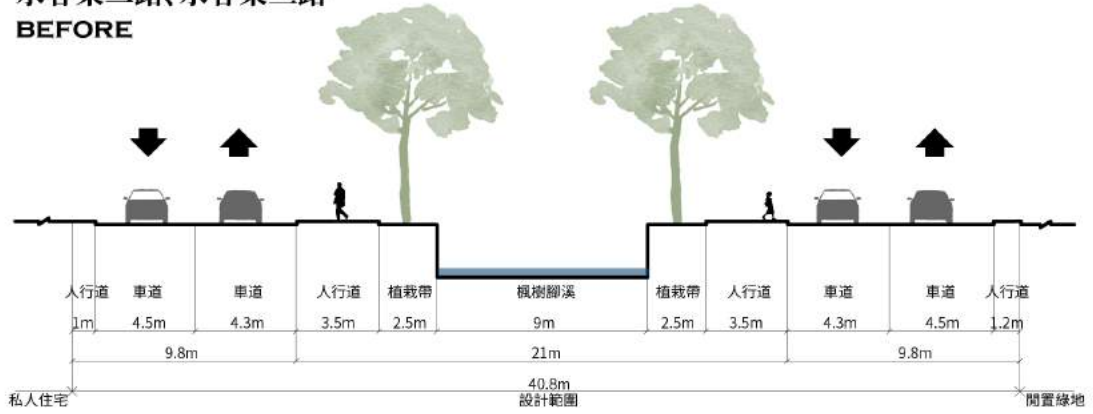 BEFORE
人行道 車道 車道 人行道 植栽帶 楓樹腳溪 植栽帶 人行道 車道 車道 人行道
1m 4.5m 4.3m 3.5m 2.5m 9m 2.5m 3.5m 4.3m 4.5m 1.2m
9.8m 21m 9.8m
40.8m
私人住宅 設計範圍 閒置綠地